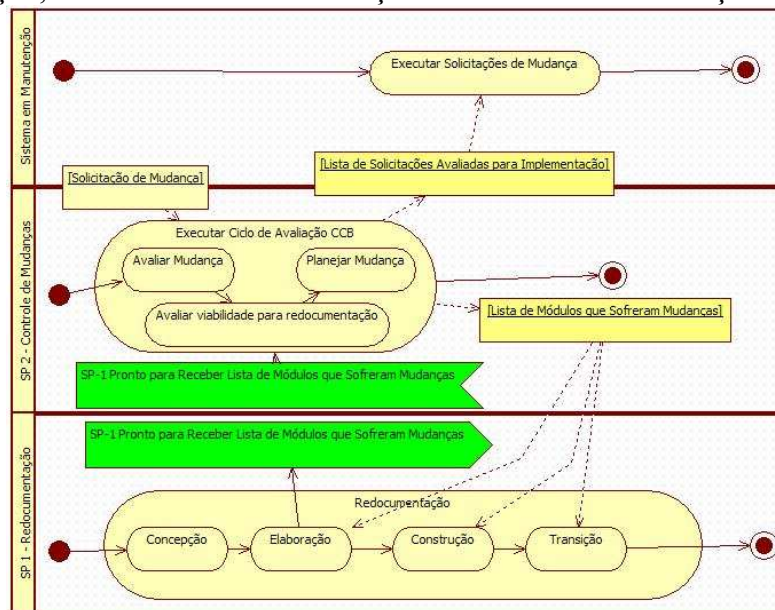 Sistema em Manutenção
Executar Solicitações de Mudança
[Solicitação de Mudança]
[Lista de Solicitações Avaliadas para Implementação]
SP 2 - Controle de Mudanças
Executar Ciclo de Avaliação CCB
Avaliar Mudança
Planejar Mudança
Avaliar viabilidade para redocumentação
[Lista de Módulos que Sofreram Mudanças]
SP-1 Pronto para Receber Lista de Módulos que Sofreram Mudanças
SP 1 - Redocumentação
SP-1 Pronto para Receber Lista de Módulos que Sofreram Mudanças
Redocumentação
Concepção
Elaboração
Construção
Transição